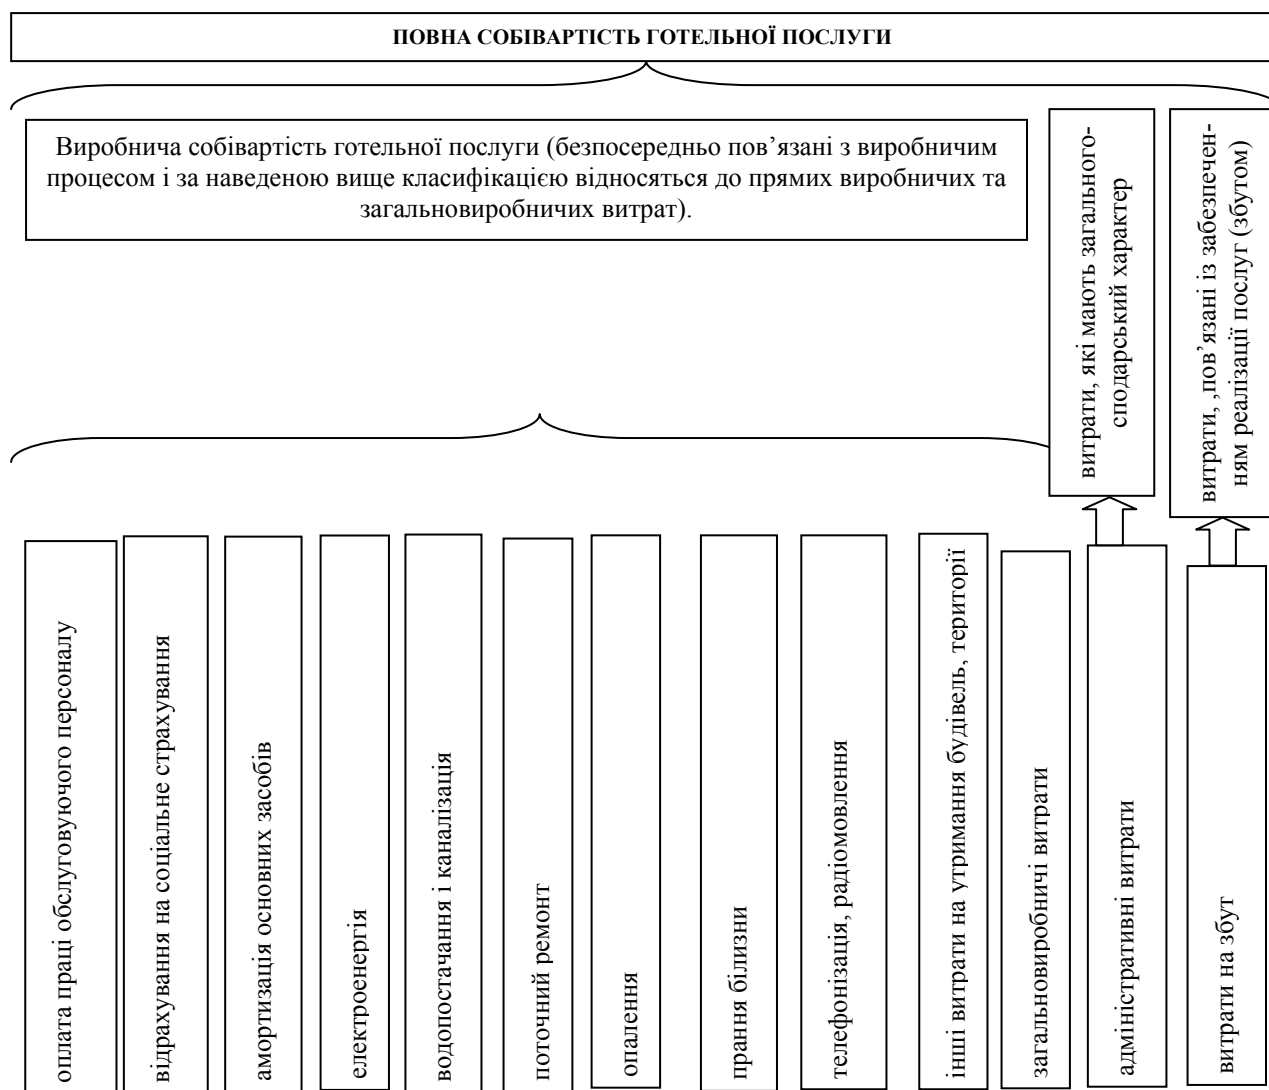 ПОВНА СОБІВАРТІСТЬ ГОТЕЛЬНОЇ ПОСЛУГИ
Виробнича собівартість готельної послуги (безпосередньо пов’язані з виробничим
процесом і за наведеною вище класифікацією відносяться до прямих виробничих та
загальновиробничих витрат).
витрати, які мають загального-
сподарський характер
витрати, ,пов’язані із забезпечен-
ням реалізації послуг (збутом)
оплата праці обслуговуючого персоналу
відрахування на соціальне страхування
амортизація основних засобів
електроенергія
водопостачання і каналізація
поточний ремонт
опалення
прання білизни
телефонізація, радіомовлення
інші витрати на утримання будівель, території
загальновиробничі витрати
адміністративні витрати
витрати на збут